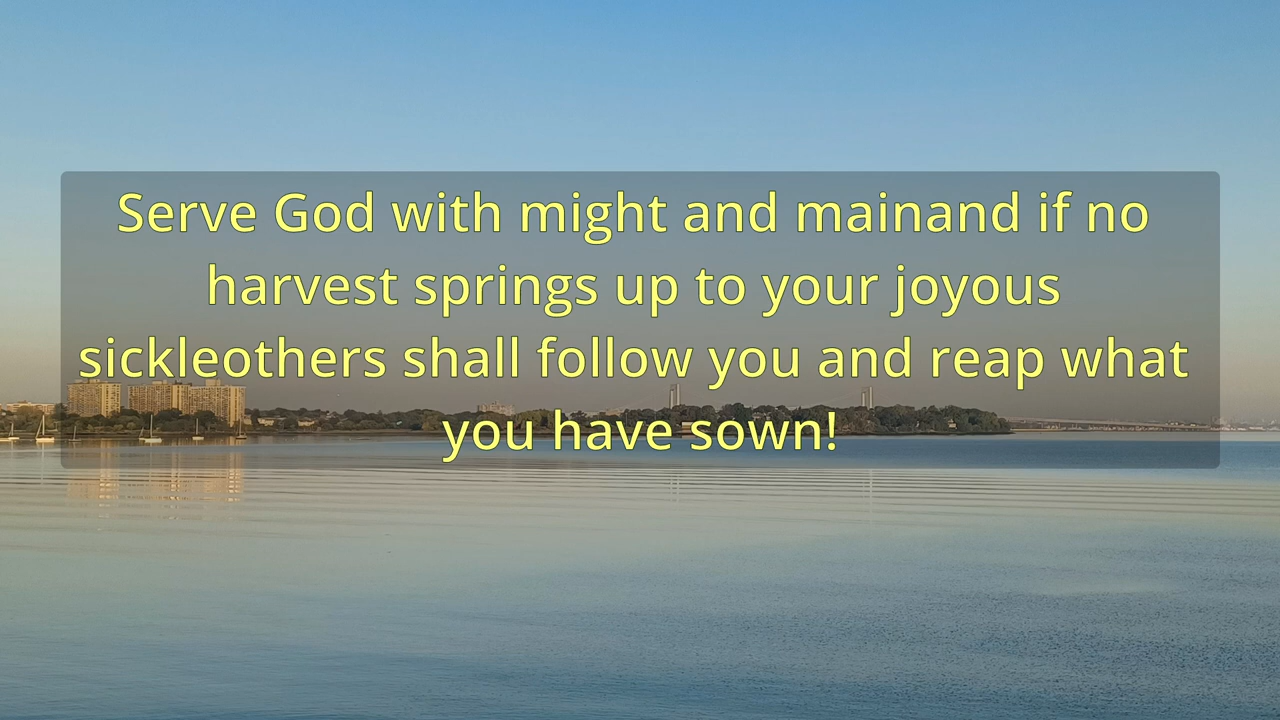 Serve God with might and mainand if no
harvest springs up to your joyous
sickleothers shall follow you and reap what
you have sown!